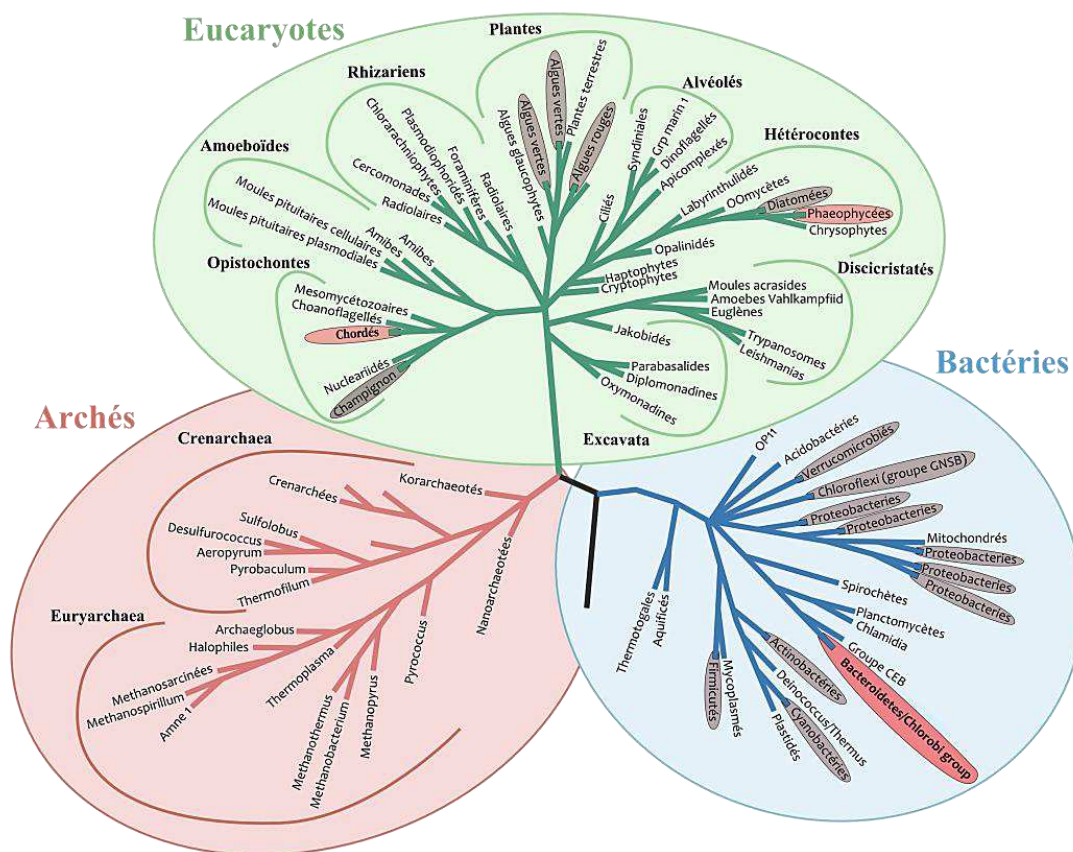 Eucaryotes
Plantes
Rhizariens
Alvéolés
Amoeboïdes
Hétérocontes
Opistochontes
Discicristatés
Excavata
Moules pituitaires plasmodiales
Moules pituitaires cellulaires
Amibes
Amibes
Radiolaires
Cercomonades
Chlorarachniophytes
Plasmodiophoridés
Foraminifères
Radiolaires
Algues glaucophytes
Algues vertes
Algues vertes
Plantes terrestres
Algues rouges
Ciliés
Syndiniales
Grp marin 1
Dinoflagellés
Apicomplexés
Labyrinthulidés
OOmycètes
Diatomées
Phaeophycées
Chrysophytes
Opalinidés
Haptophytes
Cryptophytes
Moules acrasides
Amoebes Vahlkampfiid
Euglènes
Trypanosomes
Leishmanias
Jakobidés
Parabasalides
Diplomonadines
Oxymonadines
Mesomycétozoaires
Choanoflagellés
Chordés
Nucleariidés
Champignon
Archés
Crenarchaea
Korarchaeotés
Crenarchées
Sulfolobus
Desulfurococcus
Aeropyrum
Pyrobaculum
Thermofilum
Nanoarchaeotées
Euryarchaea
Archaeglobus
Halophiles
Methanosarcinées
Methanospirillum
Amne 1
Thermoplasma
Methanothermus
Methanobacterium
Methanopyrus
Pyrococcus
Bactéries
OP11
Acidobactéries
Verrucomicrobiés
Chloroflexi (groupe GNSB)
Proteobacteries
Proteobacteries
Mitochondrés
Proteobacteries
Proteobacteries
Proteobacteries
Spirochètes
Planctomycètes
Chlamidia
Groupe CEB
Bacteroidetes/Chlorobi group
Thermotogales
Aquificés
Firmicutés
Mycoplasmés
Actinobactéries
Deinococcus/Thermus
Cyanobactéries
Plastidés